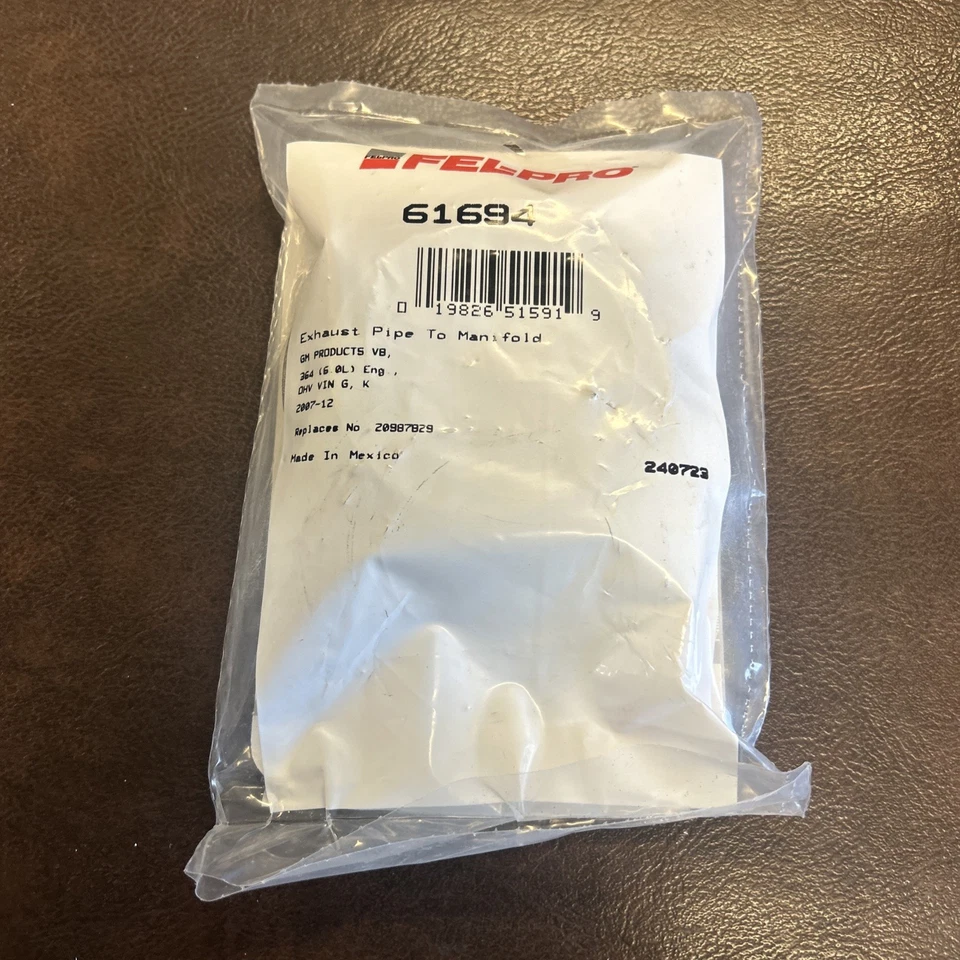 FELPRO FEL-PRO
61694
0 19826 51591 9
Exhaust Pipe To Manifold
GM PRODUCTS V8,
364 (6.0L) Eng.,
OHV VIN G, K
2007-12
Replaces No 20987829
Made In Mexico
240723